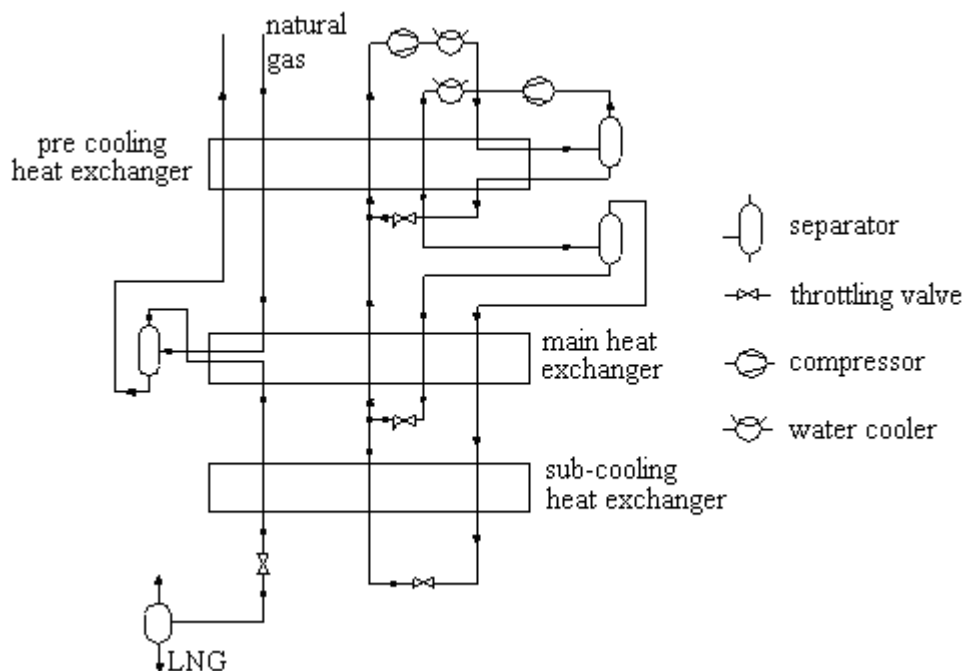 natural
gas
pre cooling
heat exchanger
separator
throttling valve
main heat
exchanger
compressor
water cooler
sub-cooling
heat exchanger
LNG